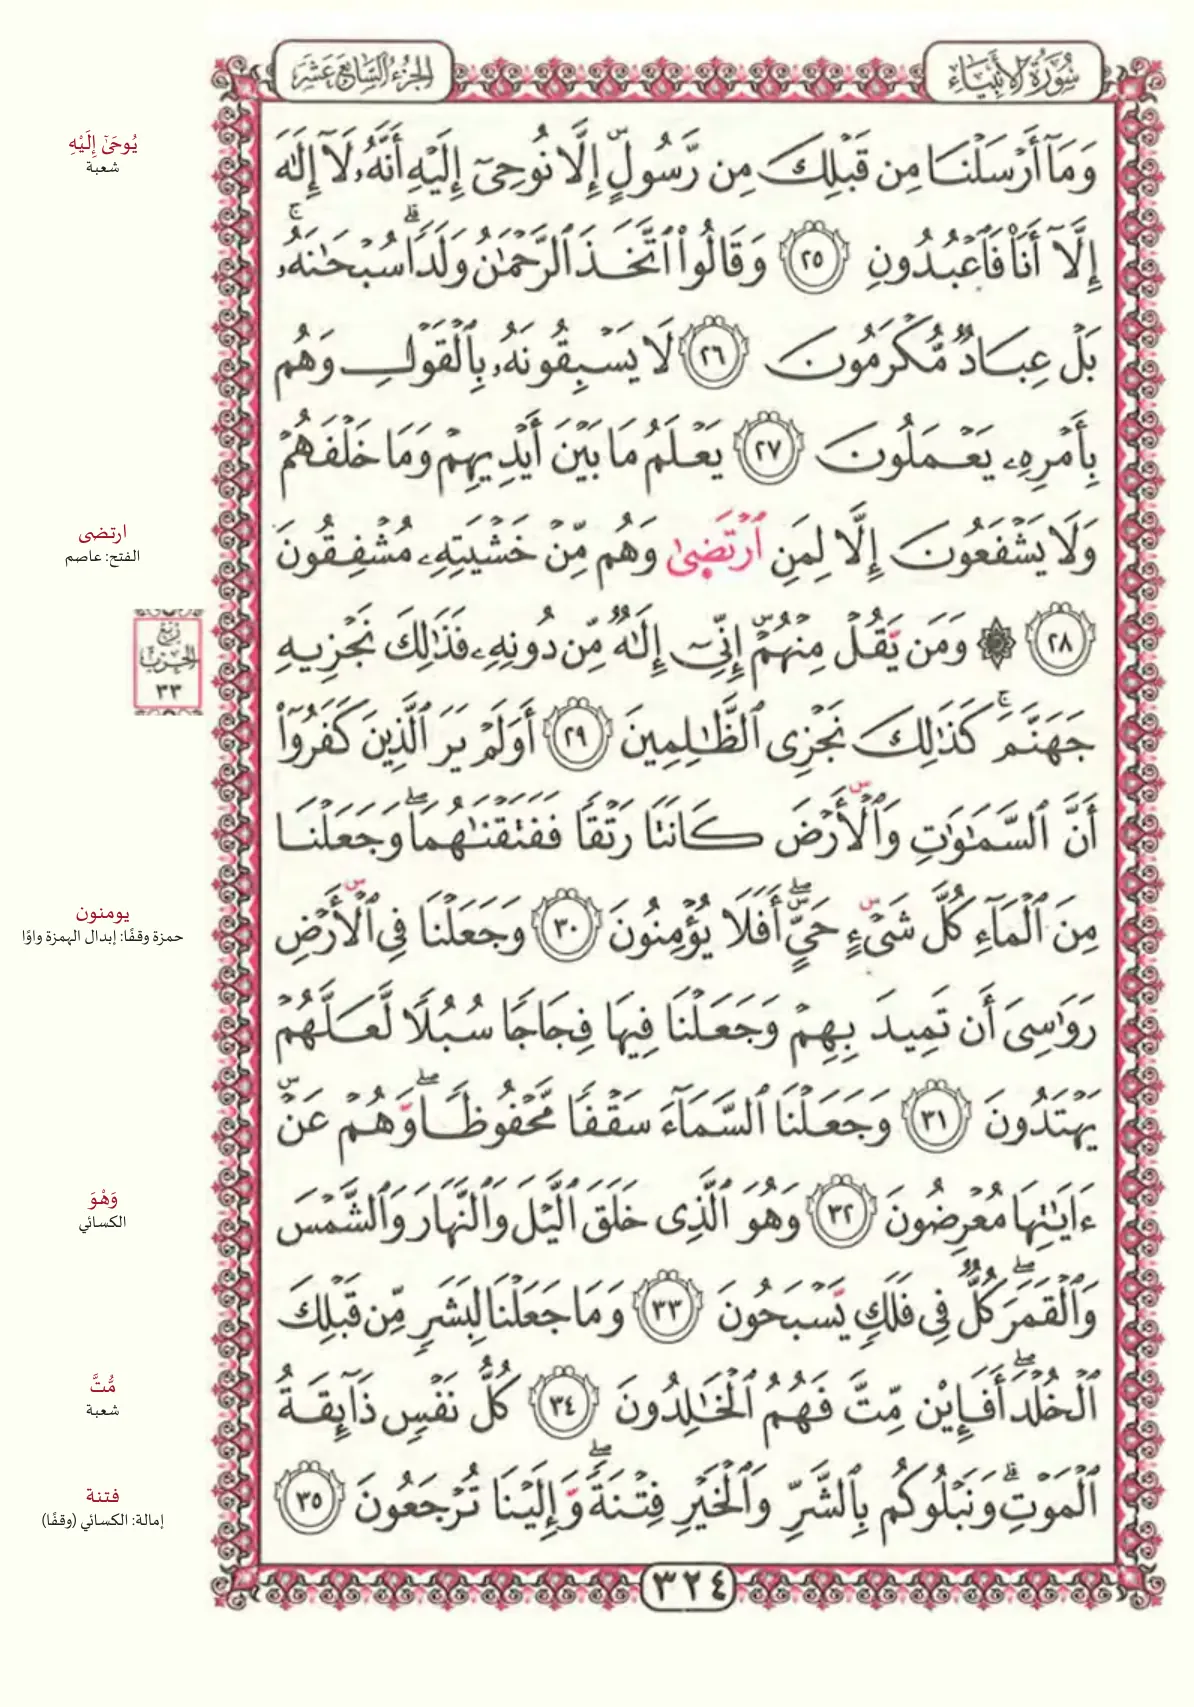 سُورَةُ الأَنبِيَاءِ
الجُزْءُ السَّابِعَ عَشَرَ
وَمَآ أَرۡسَلۡنَا مِن قَبۡلِكَ مِن رَّسُولٍ إِلَّا نُوحِيٓ إِلَيۡهِ أَنَّهُۥ لَآ إِلَٰهَ
يُوحَىٰٓ إِلَيْهِ
شعبة
إِلَّآ أَنَا۠ فَٱعۡبُدُونِ ٢٥ وَقَالُواْ ٱتَّخَذَ ٱلرَّحۡمَٰنُ وَلَدٗاۗ سُبۡحَٰنَهُۥۚ
بَلۡ عِبَادٞ مُّكۡرَمُونَ ٢٦ لَا يَسۡبِقُونَهُۥ بِٱلۡقَوۡلِ وَهُم
بِأَمۡرِهِۦ يَعۡمَلُونَ ٢٧ يَعۡلَمُ مَا بَيۡنَ أَيۡدِيهِمۡ وَمَا خَلۡفَهُمۡ
وَلَا يَشۡفَعُونَ إِلَّا لِمَنِ ٱرۡتَضَىٰ وَهُم مِّنۡ خَشۡيَتِهِۦ مُشۡفِقُونَ
ارتضى
الفتح: عاصم
٢٨ ۞ وَمَن يَقُلۡ مِنۡهُمۡ إِنِّيٓ إِلَٰهٞ مِّن دُونِهِۦ فَذَٰلِكَ نَجۡزِيهِ
رُبْع
الحِزْب
٣٣
جَهَنَّمَۚ كَذَٰلِكَ نَجۡزِي ٱلظَّٰلِمِينَ ٢٩ أَوَلَمۡ يَرَ ٱلَّذِينَ كَفَرُوٓاْ
أَنَّ ٱلسَّمَٰوَٰتِ وَٱلۡأَرۡضَ كَانَتَا رَتۡقٗا فَفَتَقۡنَٰهُمَاۖ وَجَعَلۡنَا
مِنَ ٱلۡمَآءِ كُلَّ شَيۡءٍ حَيٍّۖ أَفَلَا يُؤۡمِنُونَ ٣٠ وَجَعَلۡنَا فِي ٱلۡأَرۡضِ
يومنون
حمزة وقفًا: إبدال الهمزة واوًا
رَوَٰسِيَ أَن تَمِيدَ بِهِمۡ وَجَعَلۡنَا فِيهَا فِجَاجٗا سُبُلٗا لَّعَلَّهُمۡ
يَهۡتَدُونَ ٣١ وَجَعَلۡنَا ٱلسَّمَآءَ سَقۡفٗا مَّحۡفُوظٗاۖ وَهُمۡ عَنۡ
ءَايَٰتِهَا مُعۡرِضُونَ ٣٢ وَهُوَ ٱلَّذِي خَلَقَ ٱلَّيۡلَ وَٱلنَّهَارَ وَٱلشَّمۡسَ
وَهْوَ
الكسائي
وَٱلۡقَمَرَۖ كُلّٞ فِي فَلَكٖ يَسۡبَحُونَ ٣٣ وَمَا جَعَلۡنَا لِبَشَرٖ مِّن قَبۡلِكَ
ٱلۡخُلۡدَۖ أَفَإِيْن مِّتَّ فَهُمُ ٱلۡخَٰلِدُونَ ٣٤ كُلُّ نَفۡسٖ ذَآئِقَةُ
مُّتَّ
شعبة
ٱلۡمَوۡتِۗ وَنَبۡلُوكُم بِٱلشَّرِّ وَٱلۡخَيۡرِ فِتۡنَةٗۖ وَإِلَيۡنَا تُرۡجَعُونَ ٣٥
فتنة
إمالة: الكسائي (وقفًا)
٣٢٤